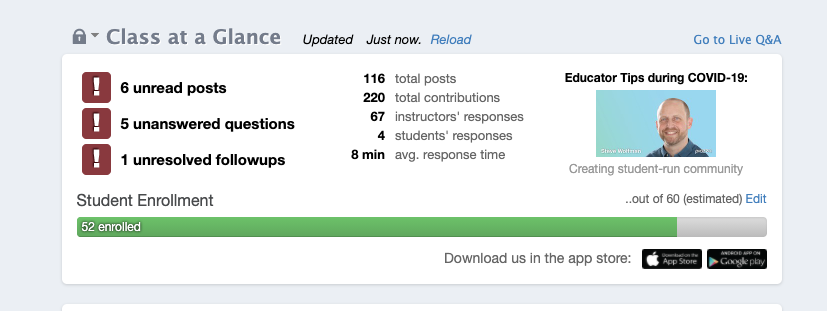 Class at a Glance Updated Just now. Reload Go to Live Q&A
6 unread posts
5 unanswered questions
1 unresolved followups
116 total posts
220 total contributions
67 instructors' responses
4 students' responses
8 min avg. response time
Educator Tips during COVID-19:
Steve Wolfman
Creating student-run community
Student Enrollment ..out of 60 (estimated) Edit
52 enrolled
Download us in the app store: 
Download on the
App Store
ANDROID APP ON
Google play